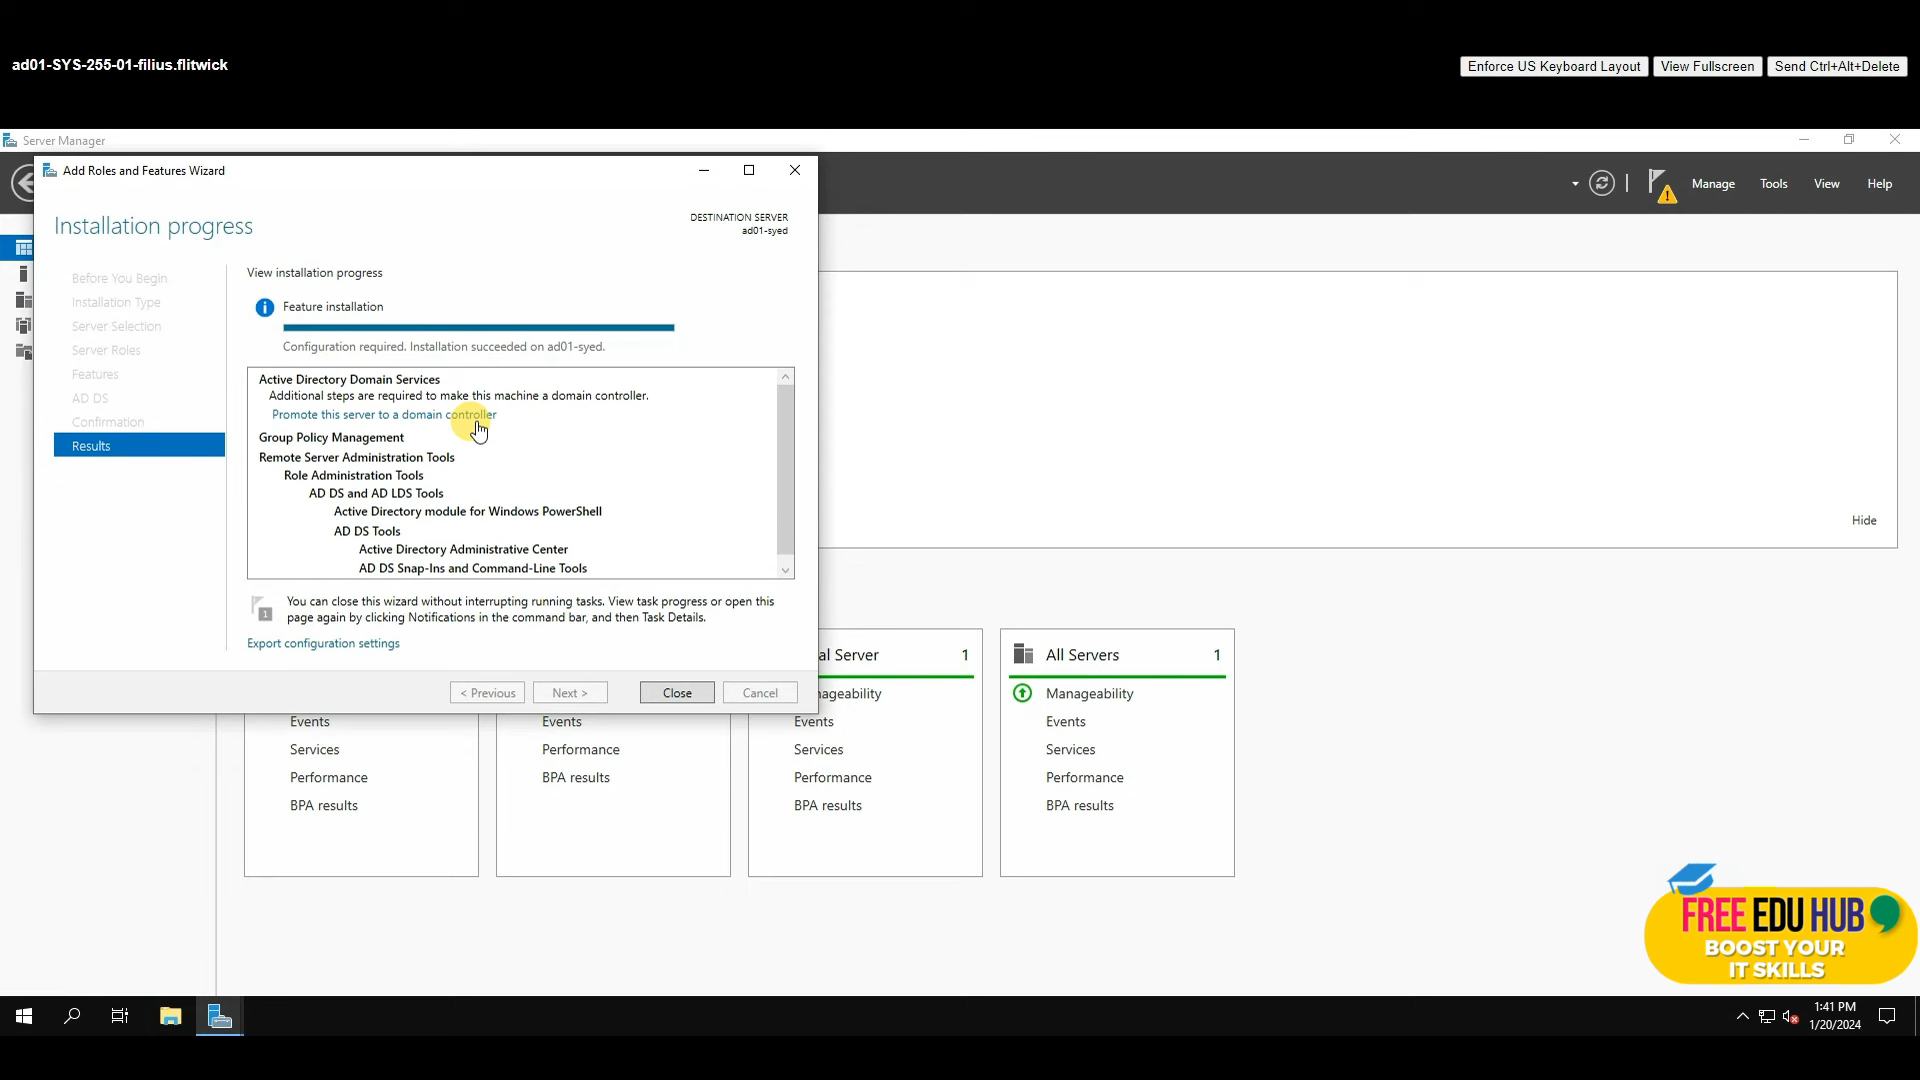 ad01-SYS-255-01-filius.flitwick
Enforce US Keyboard Layout
View Fullscreen
Send Ctrl+Alt+Delete
Server Manager
Manage
Tools
View
Help
Add Roles and Features Wizard
Installation progress
DESTINATION SERVER
ad01-syed
Before You Begin
Installation Type
Server Selection
Server Roles
Features
AD DS
Confirmation
Results
View installation progress
Feature installation
Configuration required. Installation succeeded on ad01-syed.
Active Directory Domain Services
Additional steps are required to make this machine a domain controller.
Promote this server to a domain controller
Group Policy Management
Remote Server Administration Tools
Role Administration Tools
AD DS and AD LDS Tools
Active Directory module for Windows PowerShell
AD DS Tools
Active Directory Administrative Center
AD DS Snap-Ins and Command-Line Tools
1
You can close this wizard without interrupting running tasks. View task progress or open this
page again by clicking Notifications in the command bar, and then Task Details.
Export configuration settings
< Previous
Next >
Close
Cancel
Hide
Events
Services
Performance
BPA results
Events
Performance
BPA results
al Server 1
nageability
Events
Services
Performance
BPA results
All Servers 1
Manageability
Events
Services
Performance
BPA results
FREE EDU HUB
BOOST YOUR
IT SKILLS
1:41 PM
1/20/2024